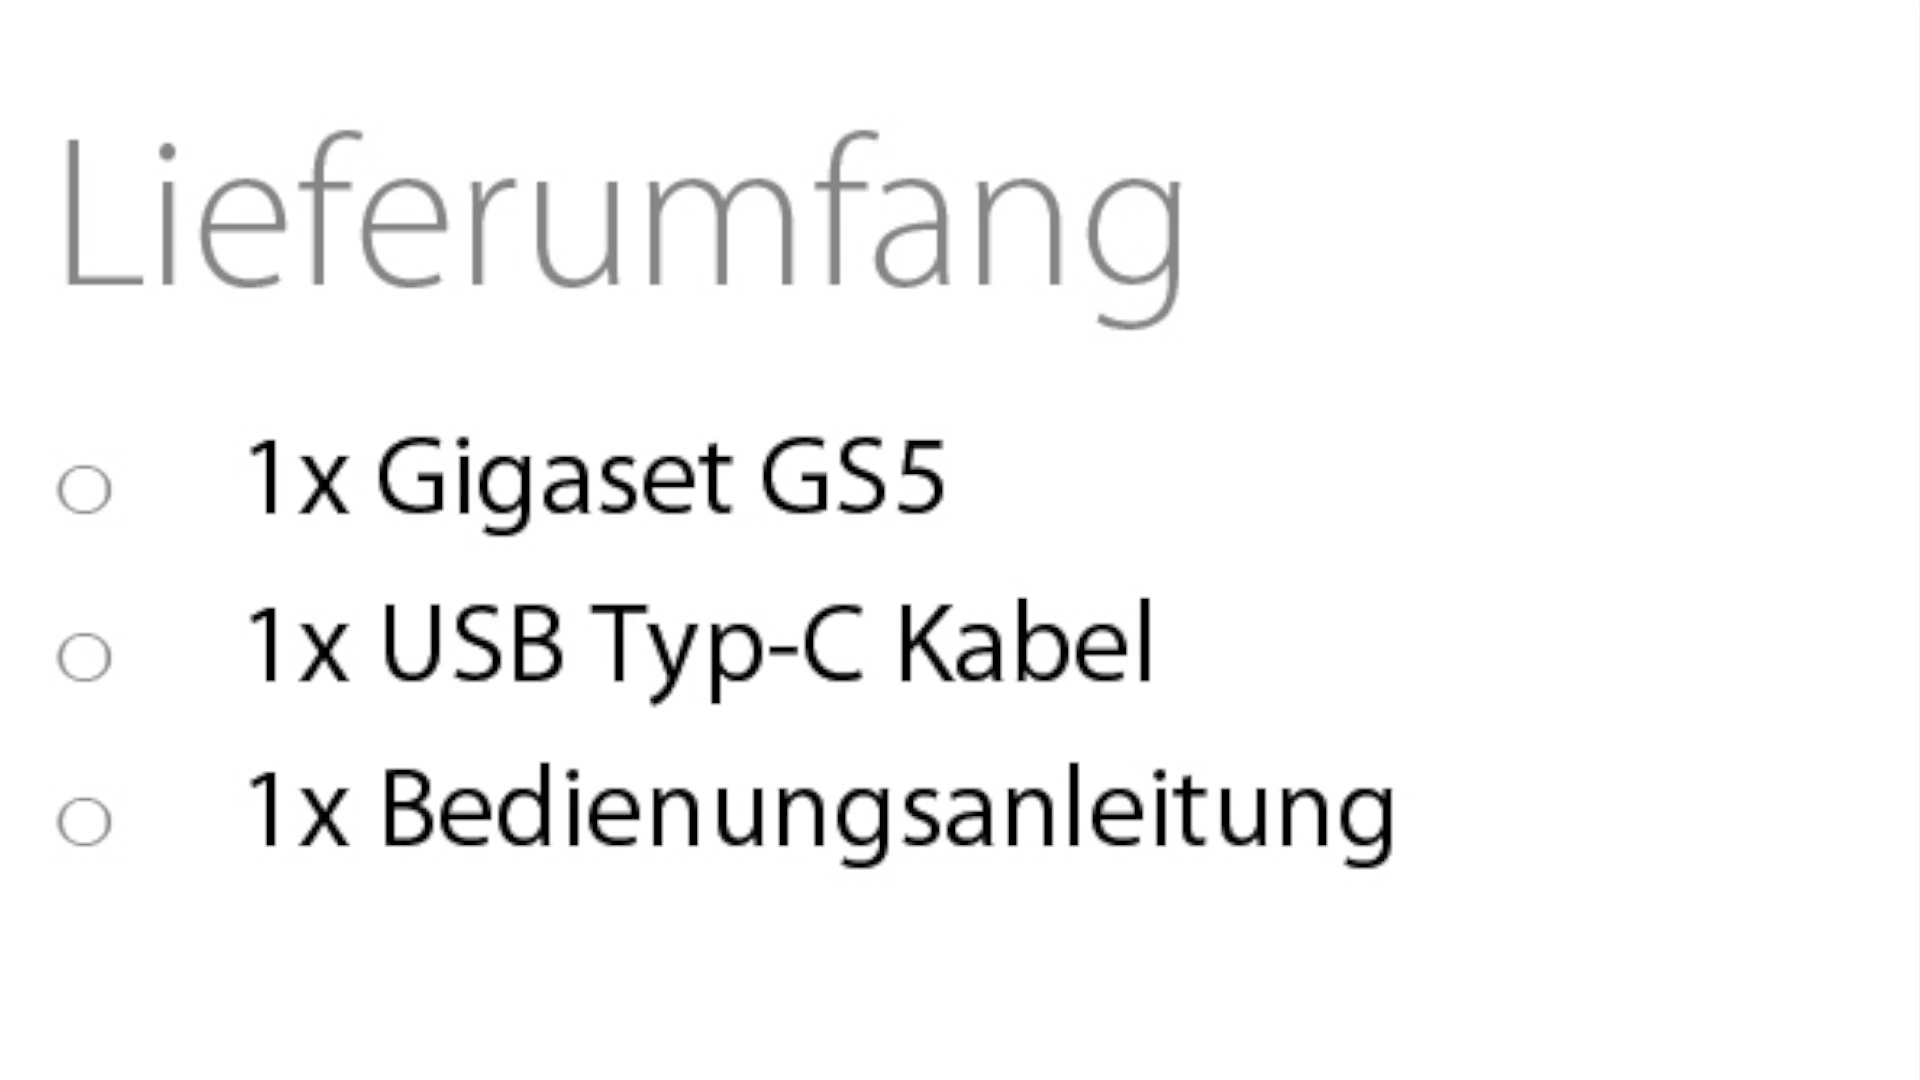 Lieferumfang
1x Gigaset GS5
1x USB Typ-C Kabel
1x Bedienungsanleitung